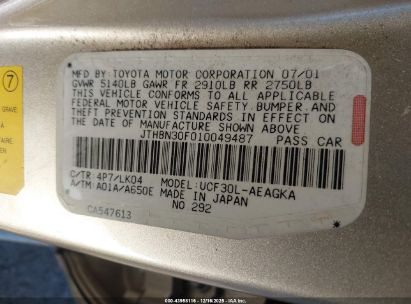 MFD. BY TOYOTA MOTOR CORPORATION 07/01
GVWR 5140LB GAWR FR 2910LB RR 2750LB
THIS VEHICLE CONFORMS TO ALL APPLICABLE
FEDERAL MOTOR VEHICLE SAFETY, BUMPER AND
THEFT PREVENTION STANDARDS IN EFFECT ON
THE DATE OF MANUFACTURE SHOWN ABOVE.
JTHBN30F010049487 PASS CAR
C/TR: 4P7/LK04 MODEL: UCF30L-AEAGKA
A/TM: A01A/A650E MADE IN JAPAN
CA547613 NO 292
7
GRAVE